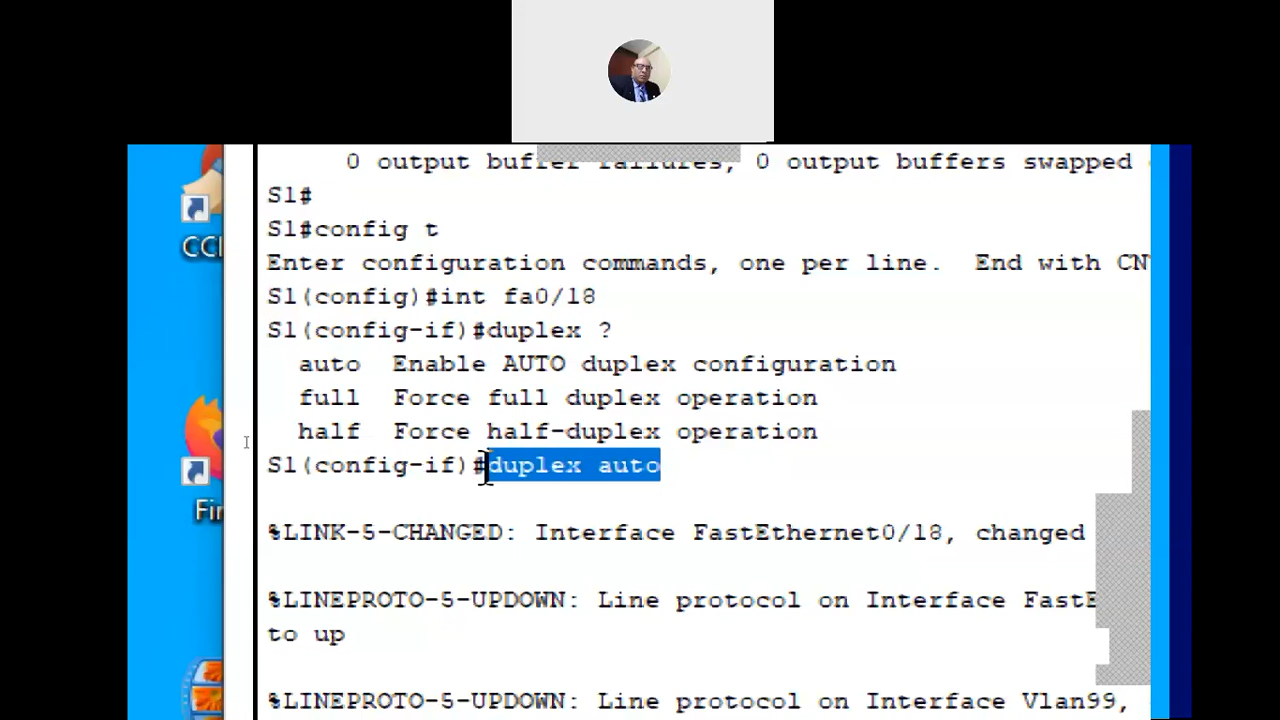 0 output buffer failures, 0 output buffers swapped
S1#
S1#config t
Enter configuration commands, one per line.  End with CN
S1(config)#int fa0/18
S1(config-if)#duplex ?
auto  Enable AUTO duplex configuration
full  Force full duplex operation
half  Force half-duplex operation
S1(config-if)#duplex auto
%LINK-5-CHANGED: Interface FastEthernet0/18, changed
%LINEPROTO-5-UPDOWN: Line protocol on Interface FastE
to up
%LINEPROTO-5-UPDOWN: Line protocol on Interface Vlan99,
CC
Fir